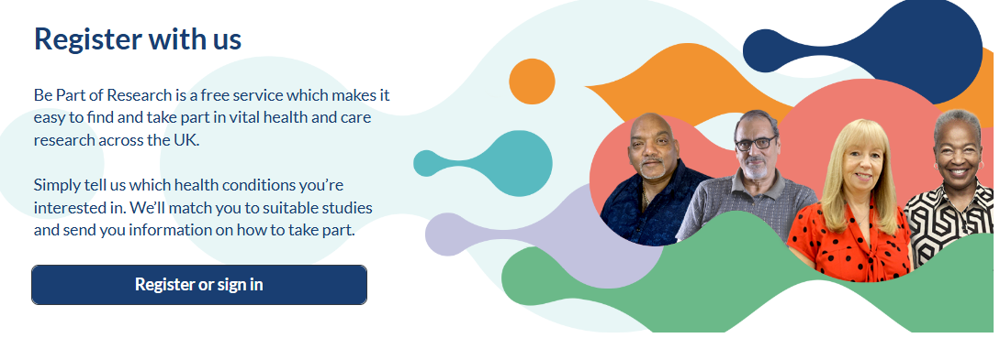 Register with us
Be Part of Research is a free service which makes it
easy to find and take part in vital health and care
research across the UK.
Simply tell us which health conditions you’re
interested in. We’ll match you to suitable studies
and send you information on how to take part.
Register or sign in